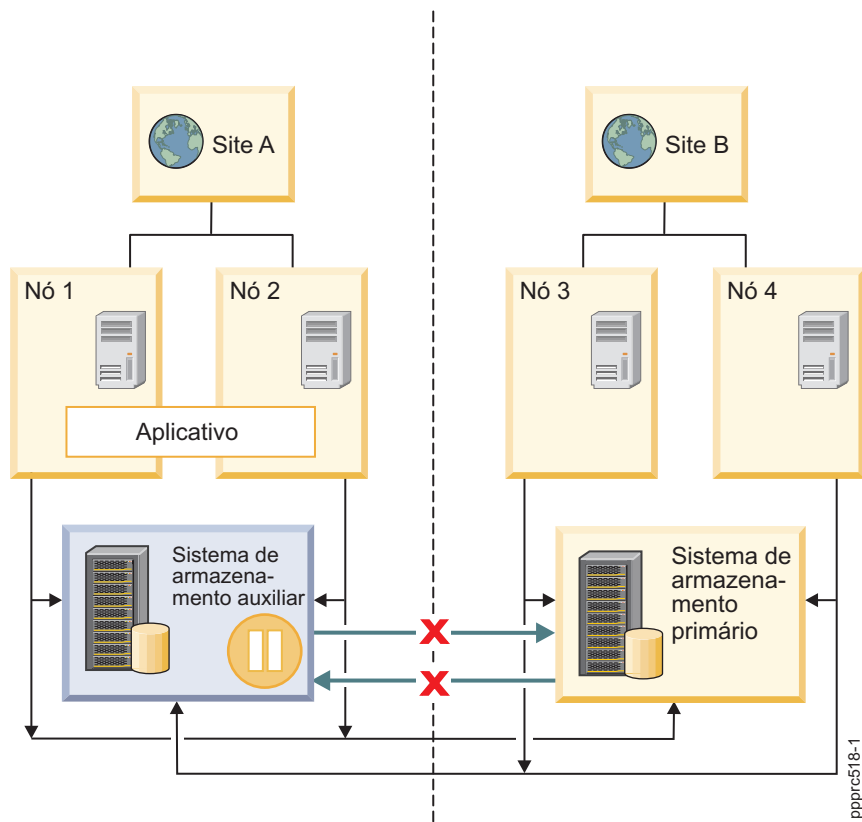 Site A
Site B
Nó 1
Nó 2
Nó 3
Nó 4
Aplicativo
Sistema de
armazena-
mento auxiliar
Sistema de
armazena-
mento
primário
X
X
ppprc518-1